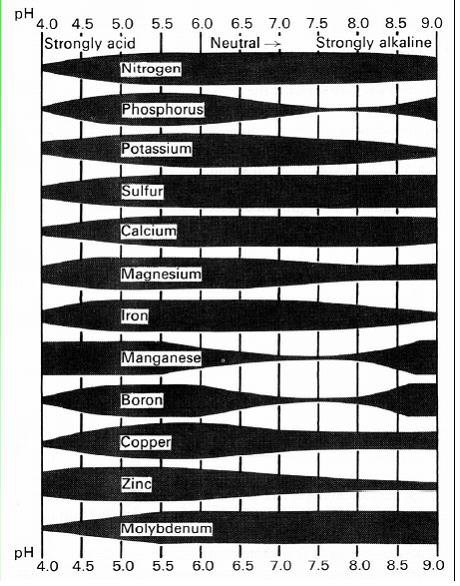 pH
4.0 4.5 5.0 5.5 6.0 6.5 7.0 7.5 8.0 8.5 9.0
Strongly acid Neutral → Strongly alkaline
Nitrogen
Phosphorus
Potassium
Sulfur
Calcium
Magnesium
Iron
Manganese
Boron
Copper
Zinc
Molybdenum
pH
4.0 4.5 5.0 5.5 6.0 6.5 7.0 7.5 8.0 8.5 9.0